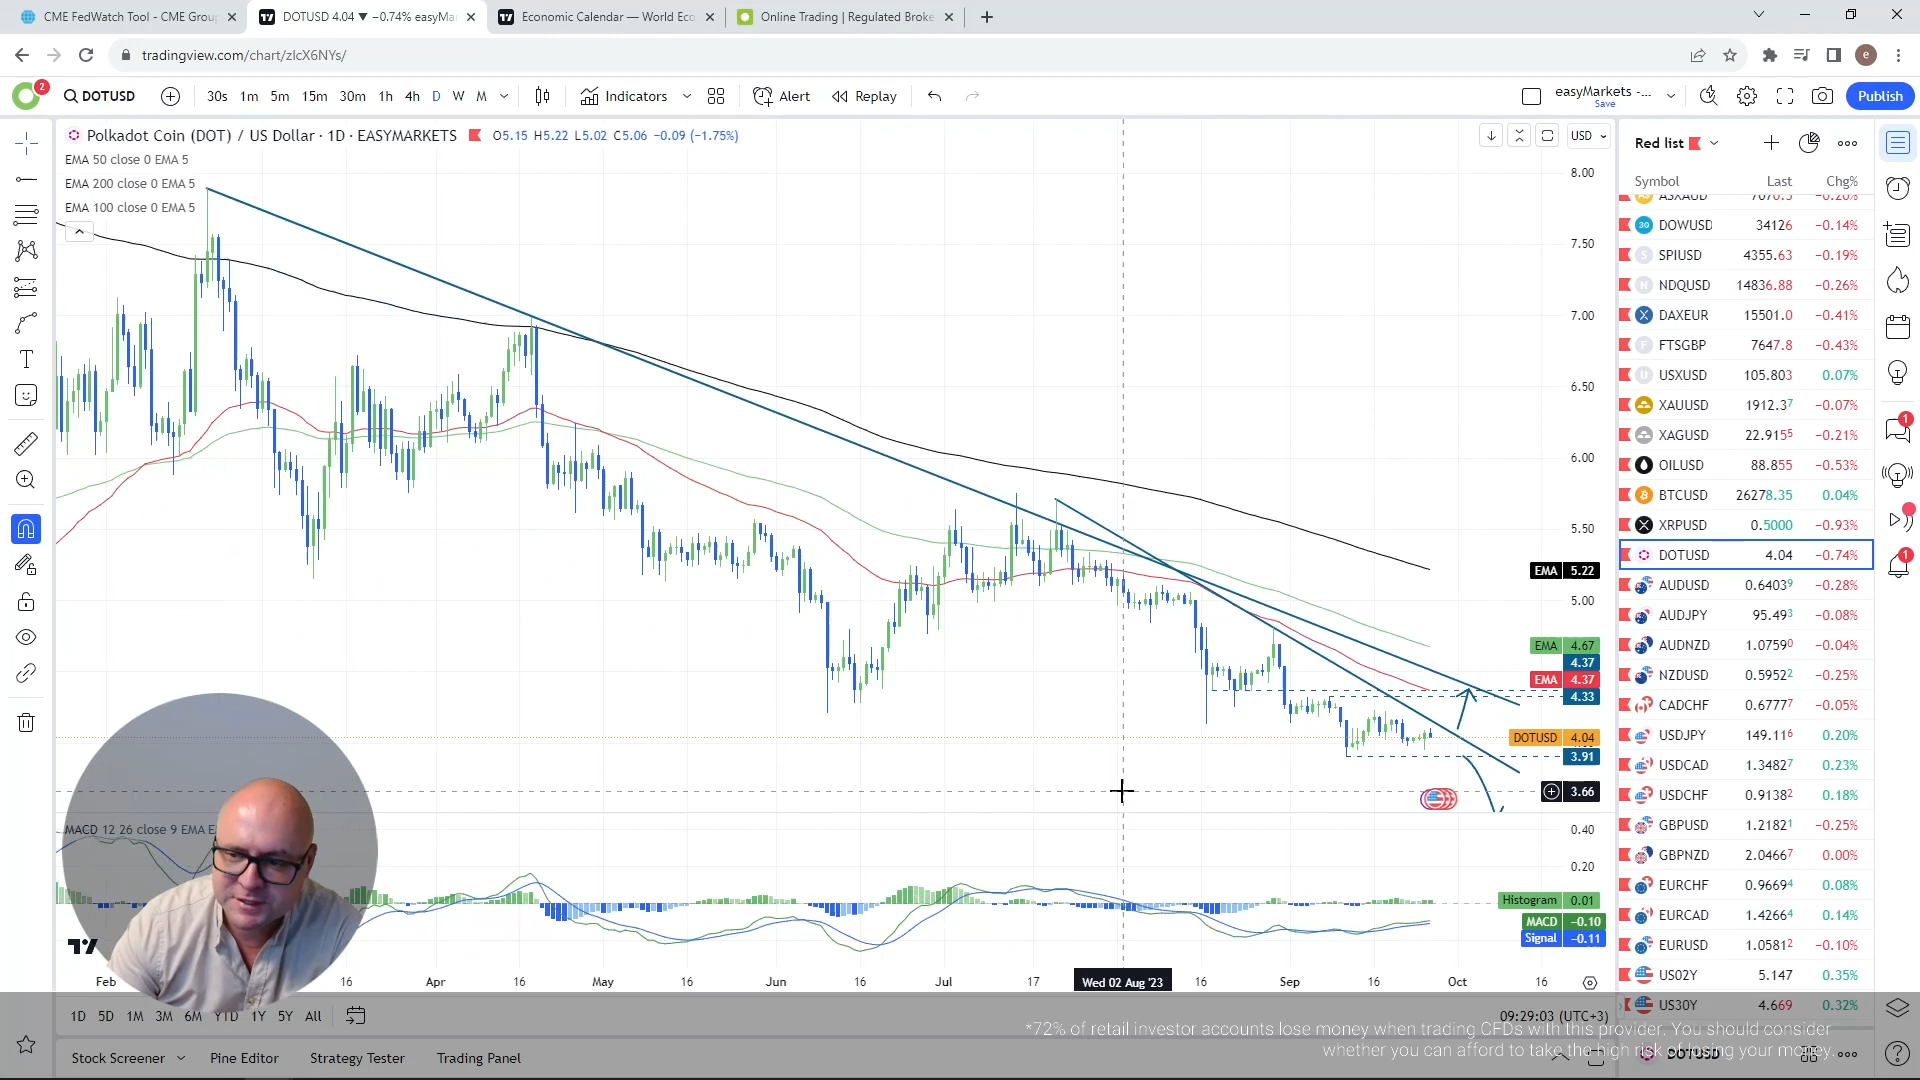 CME FedWatch Tool - CME Group
DOTUSD 4.04 ▼ −0.74% easyMa
Economic Calendar — World Eco
Online Trading | Regulated Broke
tradingview.com/chart/zIcX6NYs/
e
2
DOTUSD
30s 1m 5m 15m 30m 1h 4h D W M
Indicators
Alert
Replay
easyMarkets -...
Save
Publish
Polkadot Coin (DOT) / US Dollar · 1D · EASYMARKETS
O5.15 H5.22 L5.02 C5.06 −0.09 (−1.75%)
USD
EMA 50 close 0 EMA 5
EMA 200 close 0 EMA 5
EMA 100 close 0 EMA 5
8.00
7.50
7.00
6.50
6.00
5.50
EMA 5.22
5.00
EMA 4.67
4.37
EMA 4.37
4.33
DOTUSD 4.04
3.91
3.66
MACD 12 26 close 9 EMA E
0.40
0.20
Histogram 0.01
MACD −0.10
Signal −0.11
Feb 16 Apr 16 May 16 Jun 16 Jul 17 Wed 02 Aug '23 16 Sep 16 Oct 16
1D 5D 1M 3M 6M YTD 1Y 5Y All
09:29:03 (UTC+3)
Stock Screener
Pine Editor
Strategy Tester
Trading Panel
Red list
Symbol Last Chg%
ASXAUD 7070.5 −0.20%
30 DOWUSD 34126 −0.14%
S SPIUSD 4355.63 −0.19%
N NDQUSD 14836.88 −0.26%
X DAXEUR 15501.0 −0.41%
F FTSGBP 7647.8 −0.43%
U USXUSD 105.803 0.07%
XAUUSD 1912.37 −0.07%
XAGUSD 22.9155 −0.21%
OILUSD 88.855 −0.53%
BTCUSD 26278.35 0.04%
XRPUSD 0.5000 −0.93%
DOTUSD 4.04 −0.74%
AUDUSD 0.64039 −0.28%
AUDJPY 95.493 −0.08%
AUDNZD 1.07590 −0.04%
NZDUSD 0.59522 −0.25%
CADCHF 0.67777 −0.05%
USDJPY 149.116 0.20%
USDCAD 1.34827 0.23%
USDCHF 0.91382 0.18%
GBPUSD 1.21821 −0.25%
GBPNZD 2.04667 0.00%
EURCHF 0.96694 0.08%
EURCAD 1.42664 0.14%
EURUSD 1.05812 −0.10%
US02Y 5.147 0.35%
US30Y 4.669 0.32%
DOTUSD
1
1
*72% of retail investor accounts lose money when trading CFDs with this provider. You should consider
whether you can afford to take the high risk of losing your money.